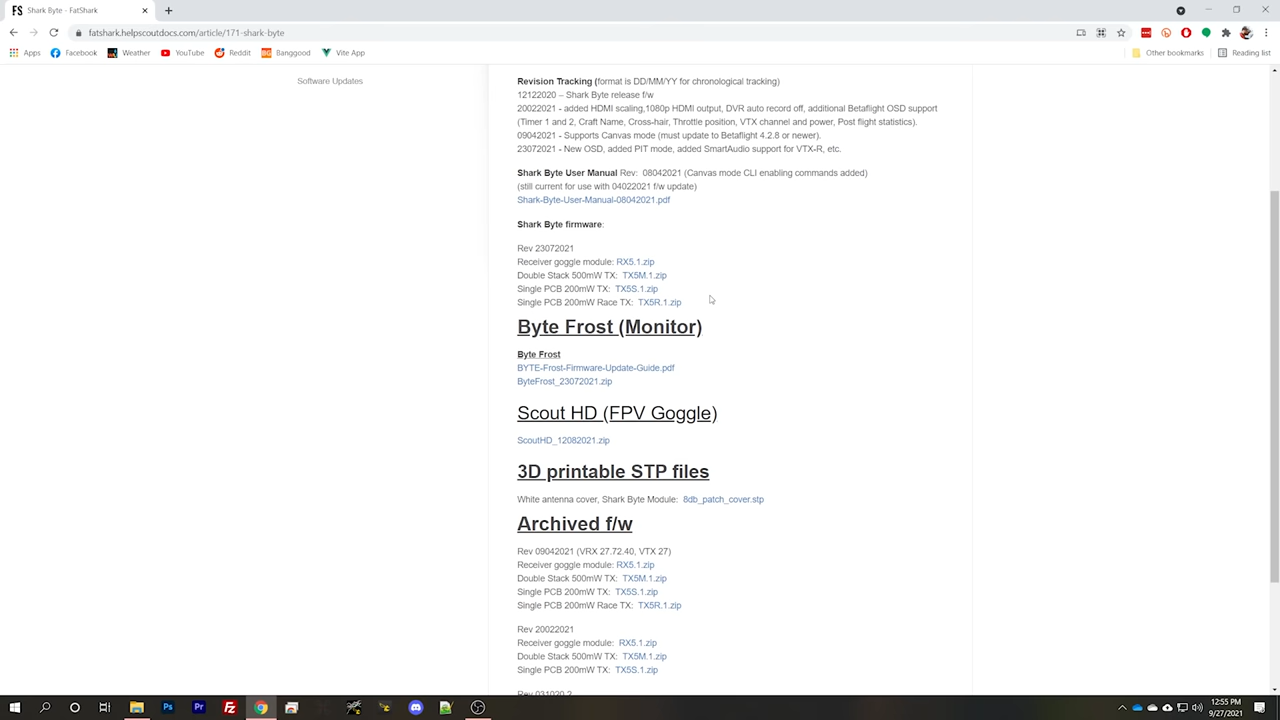 FS Shark Byte - FatShark
fatshark.helpscoutdocs.com/article/171-shark-byte
Apps Facebook Weather YouTube Reddit Banggood Vite App Other bookmarks Reading list
Software Updates
Revision Tracking (format is DD/MM/YY for chronological tracking)
12122020 – Shark Byte release f/w
20022021 - added HDMI scaling,1080p HDMI output, DVR auto record off, additional Betaflight OSD support
(Timer 1 and 2, Craft Name, Cross-hair, Throttle position, VTX channel and power, Post flight statistics).
09042021 - Supports Canvas mode (must update to Betaflight 4.2.8 or newer).
23072021 - New OSD, added PIT mode, added SmartAudio support for VTX-R, etc.
Shark Byte User Manual Rev: 08042021 (Canvas mode CLI enabling commands added)
(still current for use with 04022021 f/w update)
Shark-Byte-User-Manual-08042021.pdf
Shark Byte firmware:
Rev 23072021
Receiver goggle module: RX5.1.zip
Double Stack 500mW TX: TX5M.1.zip
Single PCB 200mW TX: TX5S.1.zip
Single PCB 200mW Race TX: TX5R.1.zip
Byte Frost (Monitor)
Byte Frost
BYTE-Frost-Firmware-Update-Guide.pdf
ByteFrost_23072021.zip
Scout HD (FPV Goggle)
ScoutHD_12082021.zip
3D printable STP files
White antenna cover, Shark Byte Module: 8db_patch_cover.stp
Archived f/w
Rev 09042021 (VRX 27.72.40, VTX 27)
Receiver goggle module: RX5.1.zip
Double Stack 500mW TX: TX5M.1.zip
Single PCB 200mW TX: TX5S.1.zip
Single PCB 200mW Race TX: TX5R.1.zip
Rev 20022021
Receiver goggle module: RX5.1.zip
Double Stack 500mW TX: TX5M.1.zip
Single PCB 200mW TX: TX5S.1.zip
Rev 031020.2
12:55 PM
9/27/2021